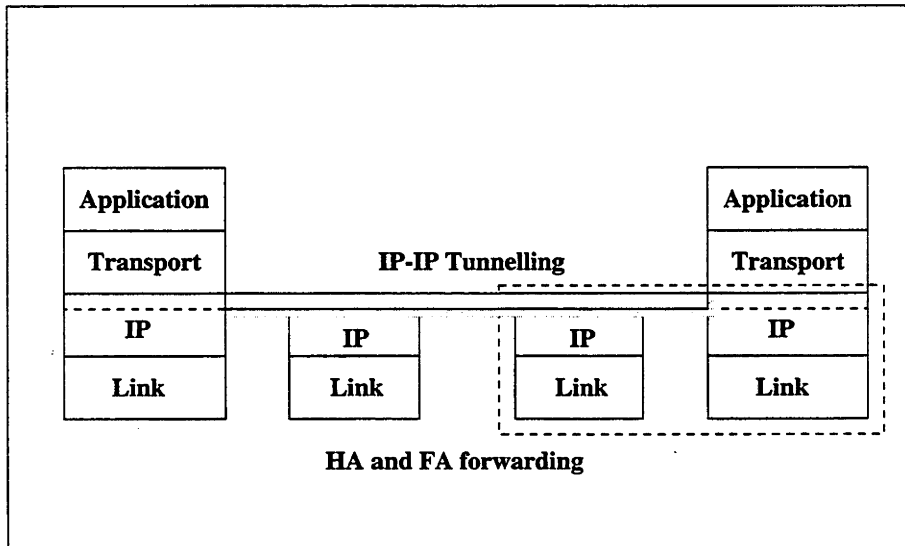 Application
Application
Transport
IP-IP Tunnelling
Transport
IP
IP
IP
IP
Link
Link
Link
Link
HA and FA forwarding